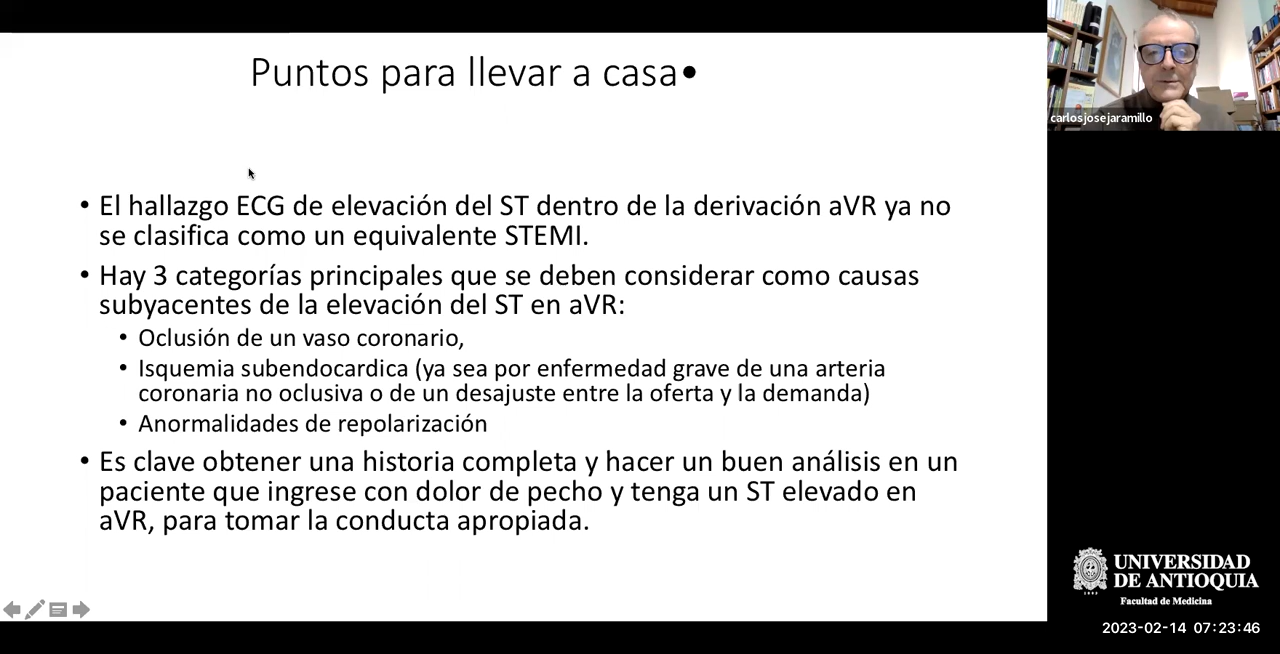 Puntos para llevar a casa•
• El hallazgo ECG de elevación del ST dentro de la derivación aVR ya no
se clasifica como un equivalente STEMI.
• Hay 3 categorías principales que se deben considerar como causas
subyacentes de la elevación del ST en aVR:
• Oclusión de un vaso coronario,
• Isquemia subendocardica (ya sea por enfermedad grave de una arteria
coronaria no oclusiva o de un desajuste entre la oferta y la demanda)
• Anormalidades de repolarización
• Es clave obtener una historia completa y hacer un buen análisis en un
paciente que ingrese con dolor de pecho y tenga un ST elevado en
aVR, para tomar la conducta apropiada.
carlosjosejaramillo
UNIVERSIDAD
DE ANTIOQUIA
1803
Facultad de Medicina
2023-02-14 07:23:46